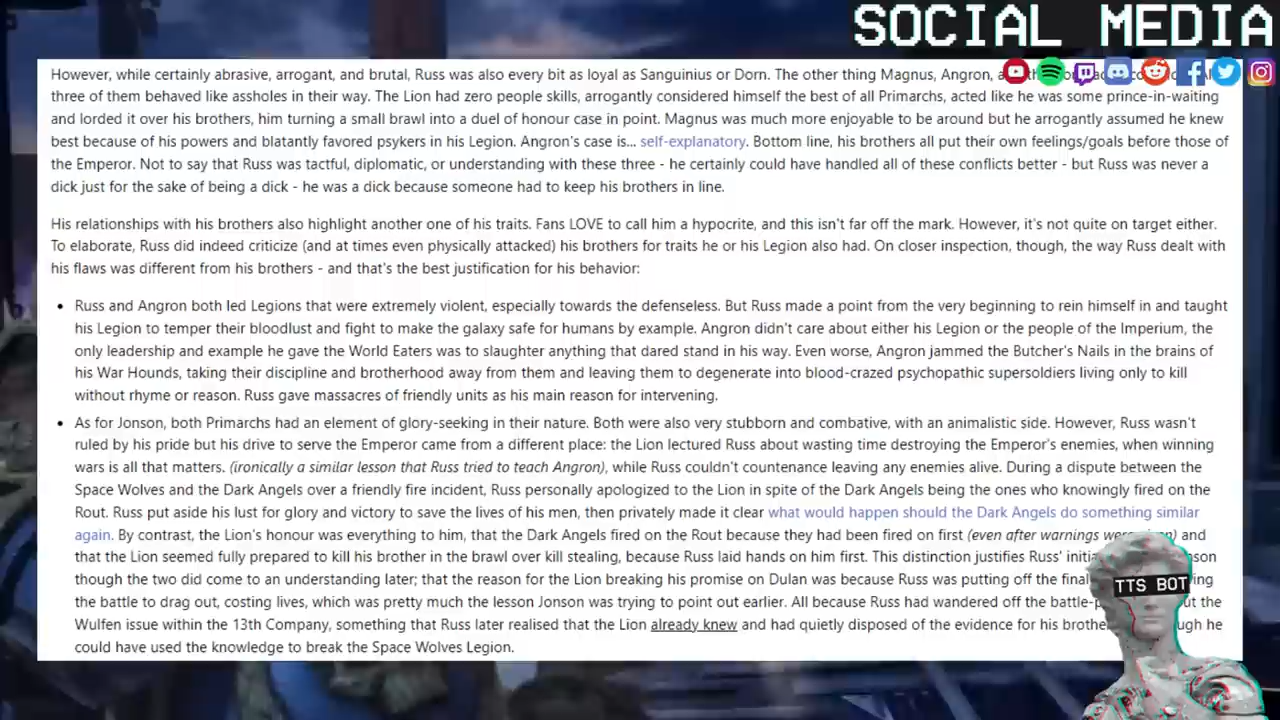 SOCIAL MEDIA
However, while certainly abrasive, arrogant, and brutal, Russ was also every bit as loyal as Sanguinius or Dorn. The other thing Magnus, Angron, a
three of them behaved like assholes in their way. The Lion had zero people skills, arrogantly considered himself the best of all Primarchs, acted like he was some prince-in-waiting
and lorded it over his brothers, him turning a small brawl into a duel of honour case in point. Magnus was much more enjoyable to be around but he arrogantly assumed he knew
best because of his powers and blatantly favored psykers in his Legion. Angron's case is... self-explanatory. Bottom line, his brothers all put their own feelings/goals before those of
the Emperor. Not to say that Russ was tactful, diplomatic, or understanding with these three - he certainly could have handled all of these conflicts better - but Russ was never a
dick just for the sake of being a dick - he was a dick because someone had to keep his brothers in line.
His relationships with his brothers also highlight another one of his traits. Fans LOVE to call him a hypocrite, and this isn't far off the mark. However, it's not quite on target either.
To elaborate, Russ did indeed criticize (and at times even physically attacked) his brothers for traits he or his Legion also had. On closer inspection, though, the way Russ dealt with
his flaws was different from his brothers - and that's the best justification for his behavior:
• Russ and Angron both led Legions that were extremely violent, especially towards the defenseless. But Russ made a point from the very beginning to rein himself in and taught
his Legion to temper their bloodlust and fight to make the galaxy safe for humans by example. Angron didn't care about either his Legion or the people of the Imperium, the
only leadership and example he gave the World Eaters was to slaughter anything that dared stand in his way. Even worse, Angron jammed the Butcher's Nails in the brains of
his War Hounds, taking their discipline and brotherhood away from them and leaving them to degenerate into blood-crazed psychopathic supersoldiers living only to kill
without rhyme or reason. Russ gave massacres of friendly units as his main reason for intervening.
• As for Jonson, both Primarchs had an element of glory-seeking in their nature. Both were also very stubborn and combative, with an animalistic side. However, Russ wasn't
ruled by his pride but his drive to serve the Emperor came from a different place: the Lion lectured Russ about wasting time destroying the Emperor's enemies, when winning
wars is all that matters. (ironically a similar lesson that Russ tried to teach Angron), while Russ couldn't countenance leaving any enemies alive. During a dispute between the
Space Wolves and the Dark Angels over a friendly fire incident, Russ personally apologized to the Lion in spite of the Dark Angels being the ones who knowingly fired on the
Rout. Russ put aside his lust for glory and victory to save the lives of his men, then privately made it clear what would happen should the Dark Angels do something similar
again. By contrast, the Lion's honour was everything to him, that the Dark Angels fired on the Rout because they had been fired on first (even after warnings were and
that the Lion seemed fully prepared to kill his brother in the brawl over kill stealing, because Russ laid hands on him first. This distinction justifies Russ'
though the two did come to an understanding later; that the reason for the Lion breaking his promise on Dulan was because Russ was putting off the final
the battle to drag out, costing lives, which was pretty much the lesson Jonson was trying to point out earlier. All because Russ had wandered off the the
Wulfen issue within the 13th Company, something that Russ later realised that the Lion already knew and had quietly disposed of the evidence for his he
could have used the knowledge to break the Space Wolves Legion.
TTS BOT